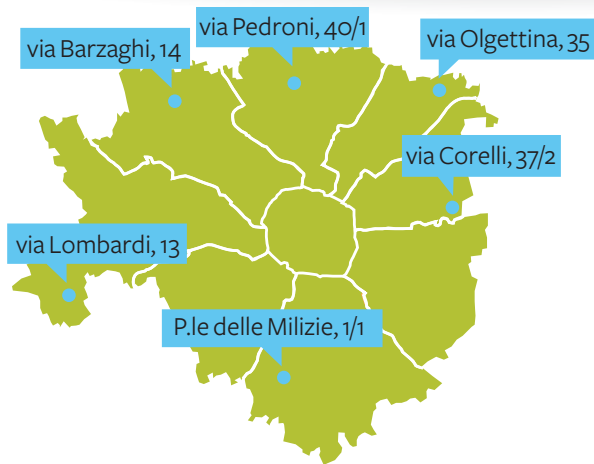 via Pedroni, 40/1
via Barzaghi, 14
via Olgettina, 35
via Corelli, 37/2
via Lombardi, 13
P.le delle Milizie, 1/1